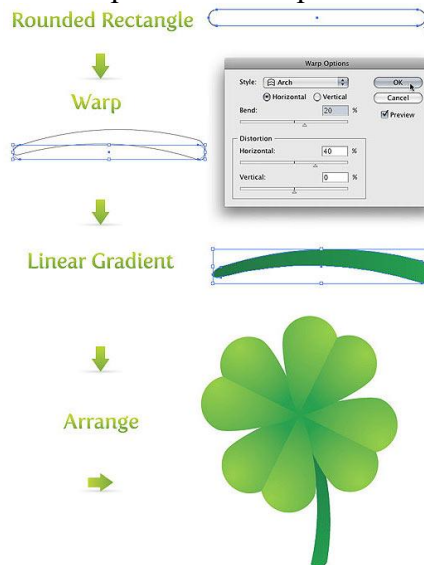 Rounded Rectangle
Warp
Warp Options
Style: Arch OK
Horizontal Vertical Cancel
Bend: 20 % Preview
Distortion
Horizontal: 40 %
Vertical: 0 %
Linear Gradient
Arrange